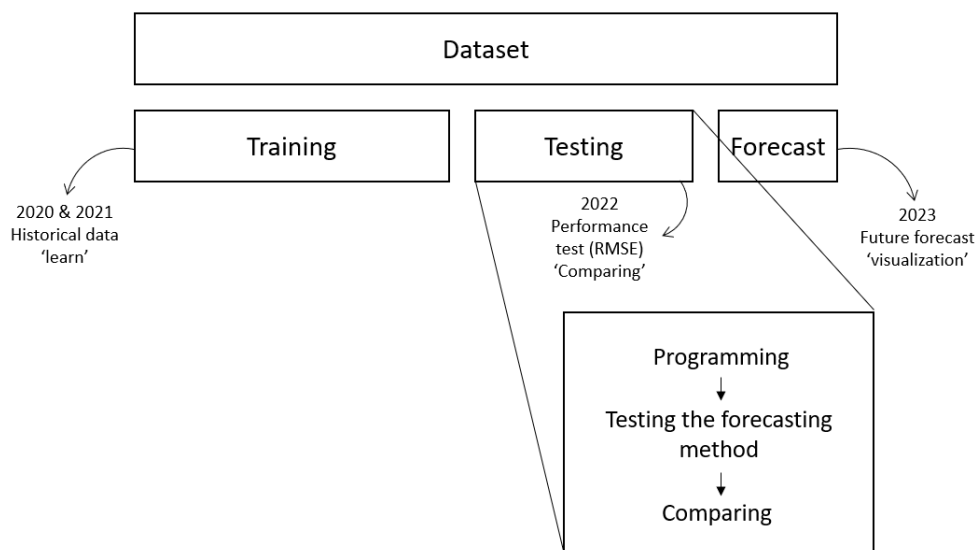 Dataset
Training
Testing
Forecast
2020 & 2021
Historical data
‘learn’
2022
Performance
test (RMSE)
‘Comparing’
2023
Future forecast
‘visualization’
Programming
Testing the forecasting
method
Comparing